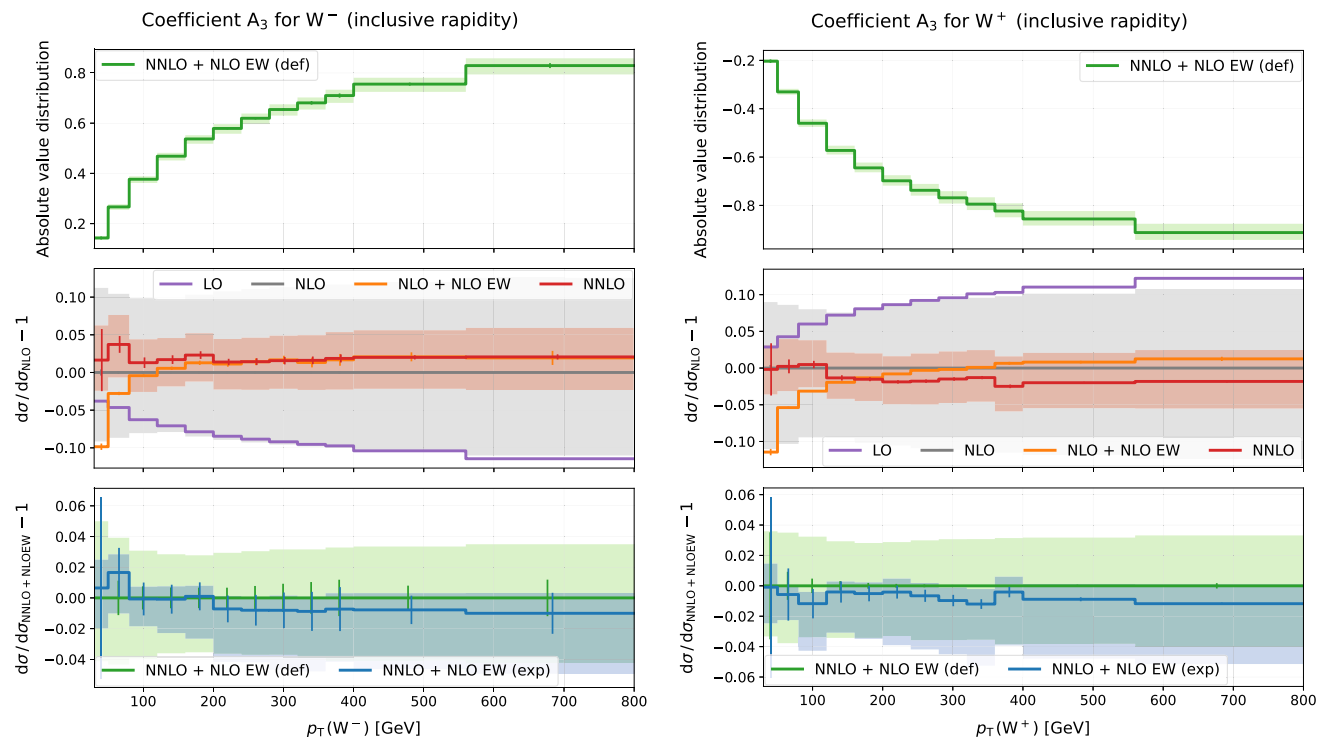 Coefficient A₃ for W⁻ (inclusive rapidity)
Absolute value distribution
0.8
0.6
0.4
0.2
NNLO + NLO EW (def)
dσ/dσ_NLO − 1
0.10
0.05
0.00
−0.05
−0.10
LO NLO NLO + NLO EW NNLO
dσ/dσ_NNLO+NLOEW − 1
0.06
0.04
0.02
0.00
−0.02
−0.04
NNLO + NLO EW (def) NNLO + NLO EW (exp)
100 200 300 400 500 600 700 800
p_T(W⁻) [GeV]
Coefficient A₃ for W⁺ (inclusive rapidity)
Absolute value distribution
−0.2
−0.4
−0.6
−0.8
NNLO + NLO EW (def)
dσ/dσ_NLO − 1
0.10
0.05
0.00
−0.05
−0.10
LO NLO NLO + NLO EW NNLO
dσ/dσ_NNLO+NLOEW − 1
0.06
0.04
0.02
0.00
−0.02
−0.04
−0.06
NNLO + NLO EW (def) NNLO + NLO EW (exp)
100 200 300 400 500 600 700 800
p_T(W⁺) [GeV]